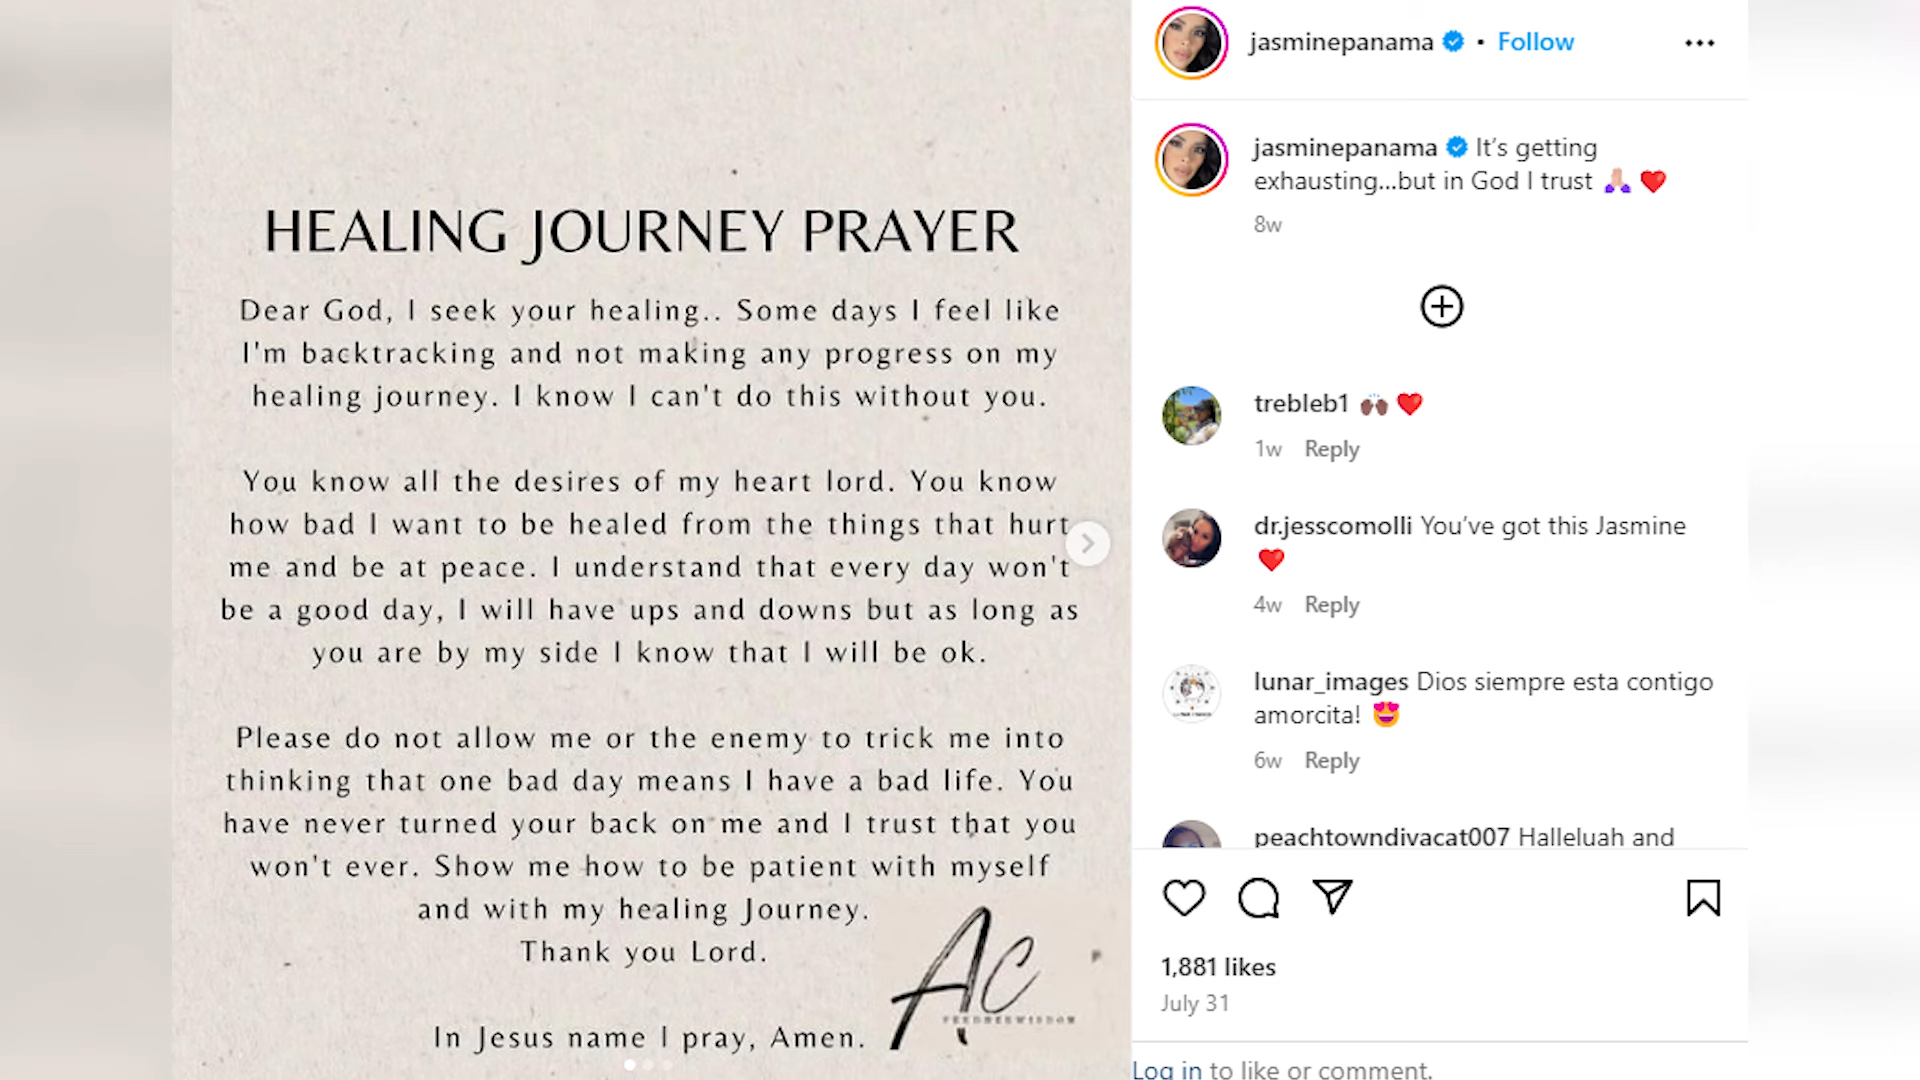 HEALING JOURNEY PRAYER
Dear God, I seek your healing.. Some days I feel like
I'm backtracking and not making any progress on my
healing journey. I know I can't do this without you.
You know all the desires of my heart lord. You know
how bad I want to be healed from the things that hurt
me and be at peace. I understand that every day won't
be a good day, I will have ups and downs but as long as
you are by my side I know that I will be ok.
Please do not allow me or the enemy to trick me into
thinking that one bad day means I have a bad life. You
have never turned your back on me and I trust that you
won't ever. Show me how to be patient with myself
and with my healing Journey.
Thank you Lord.
In Jesus name I pray, Amen.
AC
jasminepanama • Follow
jasminepanama It’s getting
exhausting...but in God I trust 🙏🏻 ❤️
8w
trebleb1 🙌🏾 ❤️
1w Reply
dr.jesscomolli You’ve got this Jasmine
❤️
4w Reply
lunar_images Dios siempre esta contigo
amorcita! 😍
6w Reply
peachtowndivacat007 Halleluah and
1,881 likes
July 31
Log in to like or comment.